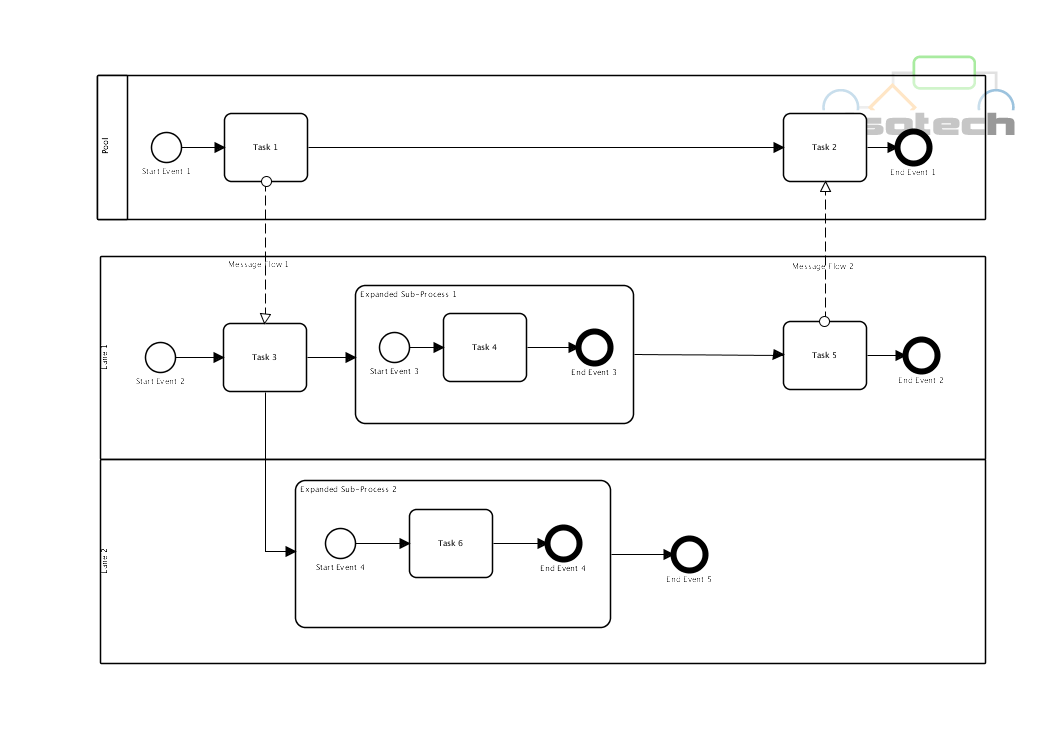 sotech
Pool
Task 1
Task 2
Start Event 1
End Event 1
Message Flow 1
Message Flow 2
Expanded Sub-Process 1
Lane 1
Task 3
Task 4
Task 5
Start Event 2
Start Event 3
End Event 3
End Event 2
Expanded Sub-Process 2
Lane 2
Task 6
Start Event 4
End Event 4
End Event 5